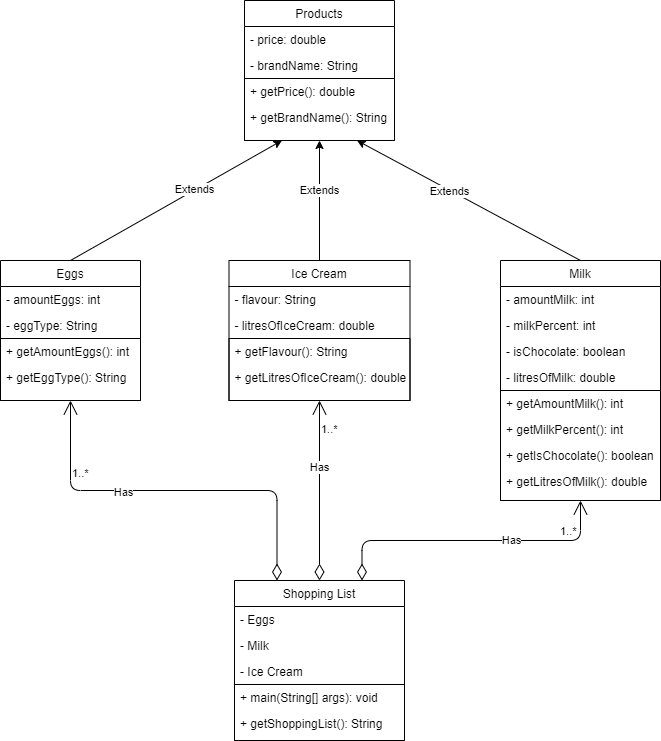 Products
- price: double
- brandName: String
+ getPrice(): double
+ getBrandName(): String
Extends
Extends
Extends
Eggs
- amountEggs: int
- eggType: String
+ getAmountEggs(): int
+ getEggType(): String
Ice Cream
- flavour: String
- litresOfIceCream: double
+ getFlavour(): String
+ getLitresOfIceCream(): double
Milk
- amountMilk: int
- milkPercent: int
- isChocolate: boolean
- litresOfMilk: double
+ getAmountMilk(): int
+ getMilkPercent(): int
+ getIsChocolate(): boolean
+ getLitresOfMilk(): double
1..*
Has
1..*
Has
1..*
Has
Shopping List
- Eggs
- Milk
- Ice Cream
+ main(String[] args): void
+ getShoppingList(): String